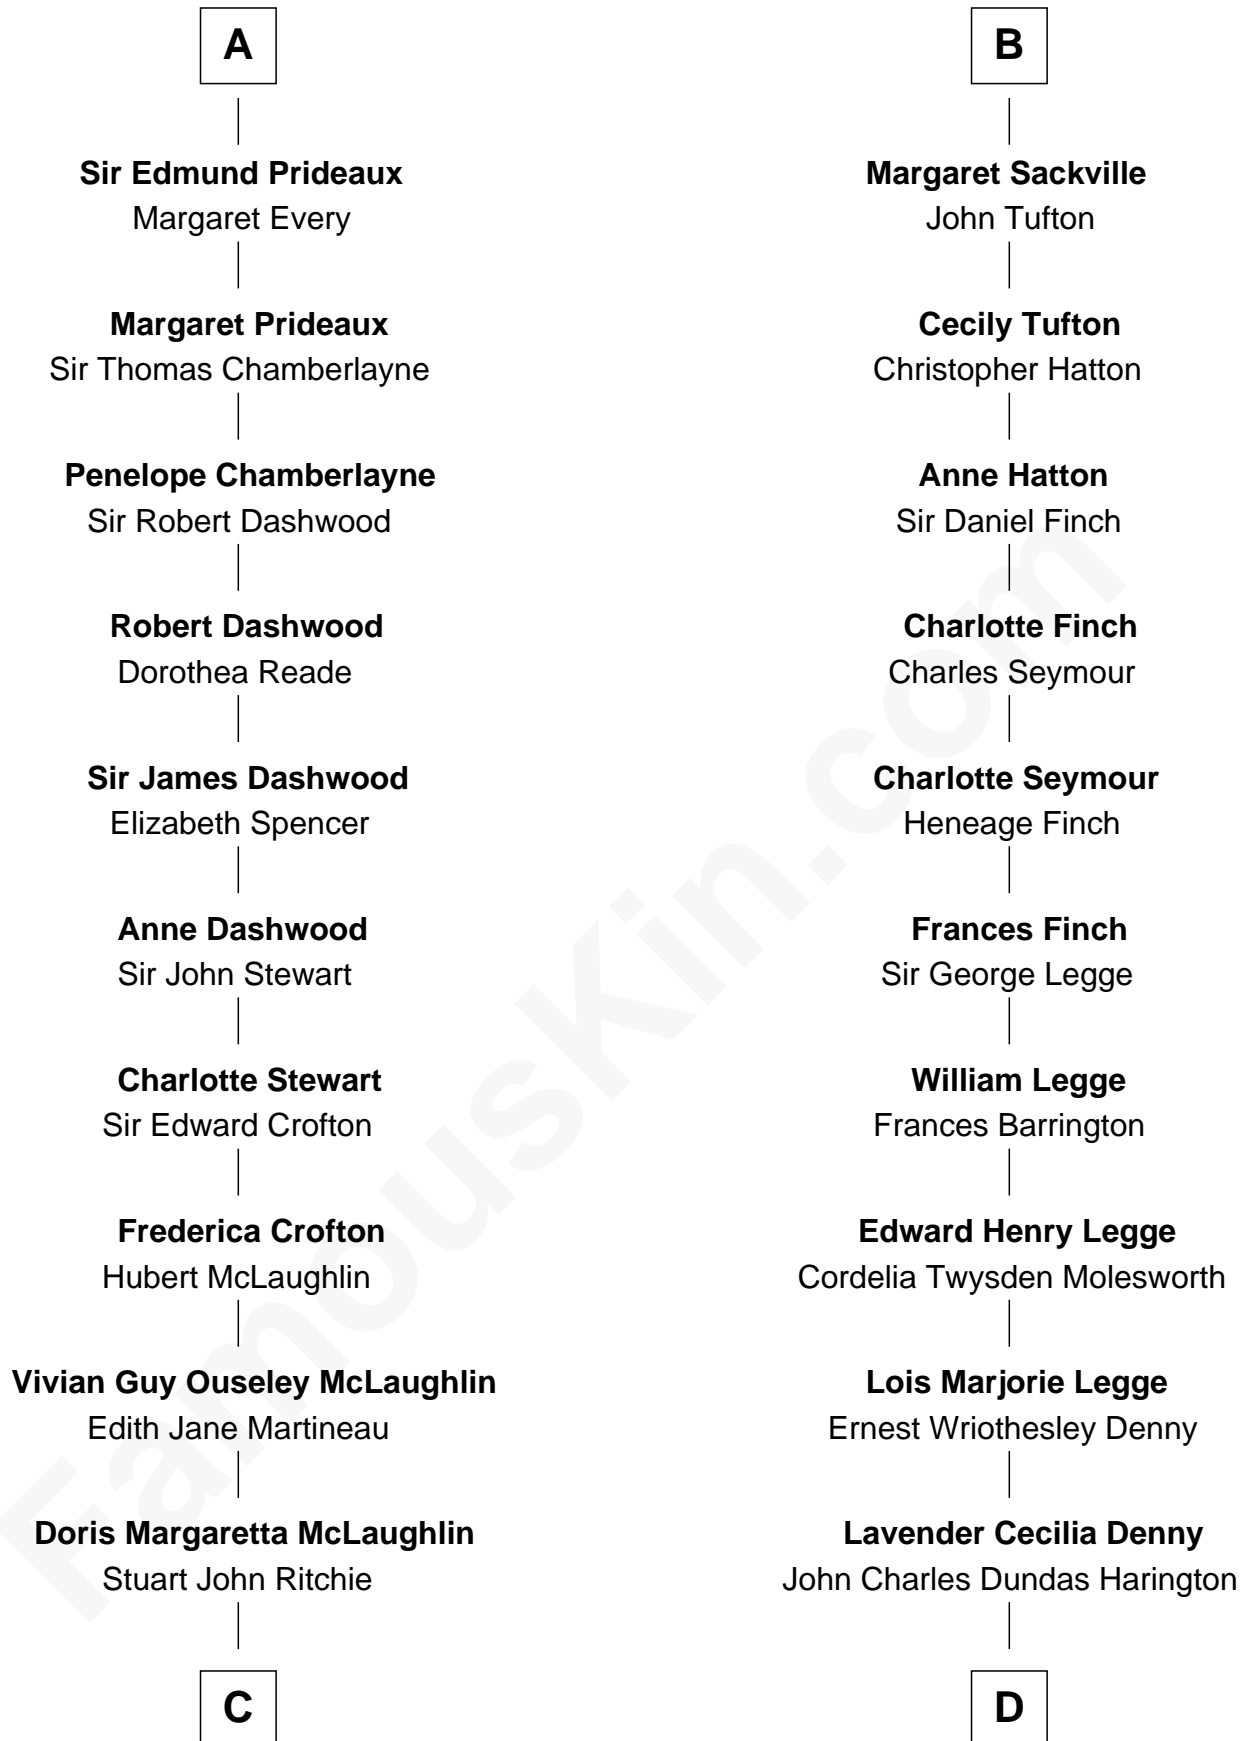 A
Sir Edmund Prideaux
Margaret Every
Margaret Prideaux
Sir Thomas Chamberlayne
Penelope Chamberlayne
Sir Robert Dashwood
Robert Dashwood
Dorothea Reade
Sir James Dashwood
Elizabeth Spencer
Anne Dashwood
Sir John Stewart
Charlotte Stewart
Sir Edward Crofton
Frederica Crofton
Hubert McLaughlin
Vivian Guy Ouseley McLaughlin
Edith Jane Martineau
Doris Margaretta McLaughlin
Stuart John Ritchie
C
B
Margaret Sackville
John Tufton
Cecily Tufton
Christopher Hatton
Anne Hatton
Sir Daniel Finch
Charlotte Finch
Charles Seymour
Charlotte Seymour
Heneage Finch
Frances Finch
Sir George Legge
William Legge
Frances Barrington
Edward Henry Legge
Cordelia Twysden Molesworth
Lois Marjorie Legge
Ernest Wriothesley Denny
Lavender Cecilia Denny
John Charles Dundas Harington
D
FamousKin.com